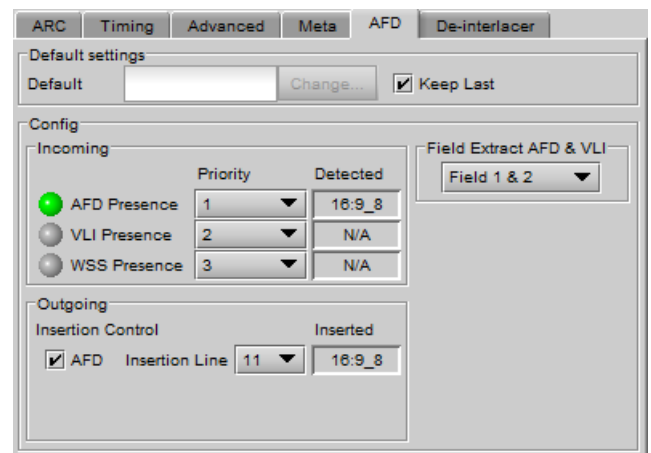 ARC Timing Advanced Meta AFD De-interlacer
Default settings
Default Change... Keep Last
Config
Incoming Field Extract AFD & VLI
Priority Detected Field 1 & 2
AFD Presence 1 16:9_8
VLI Presence 2 N/A
WSS Presence 3 N/A
Outgoing
Insertion Control Inserted
AFD Insertion Line 11 16:9_8